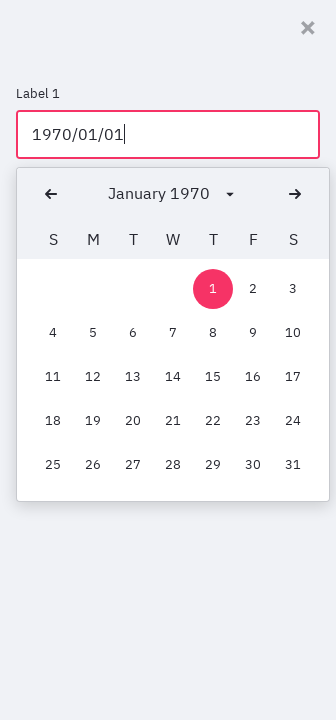 Label 1
1970/01/01
January 1970
S M T W T F S
1 2 3
4 5 6 7 8 9 10
11 12 13 14 15 16 17
18 19 20 21 22 23 24
25 26 27 28 29 30 31